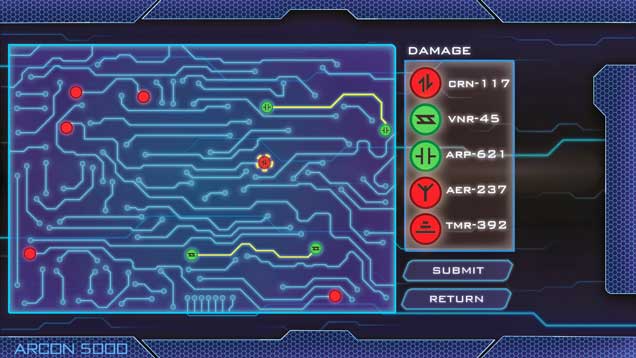 DAMAGE
CRN-117
VNR-45
ARP-621
AER-237
TMR-392
SUBMIT
RETURN
ARCON 5000